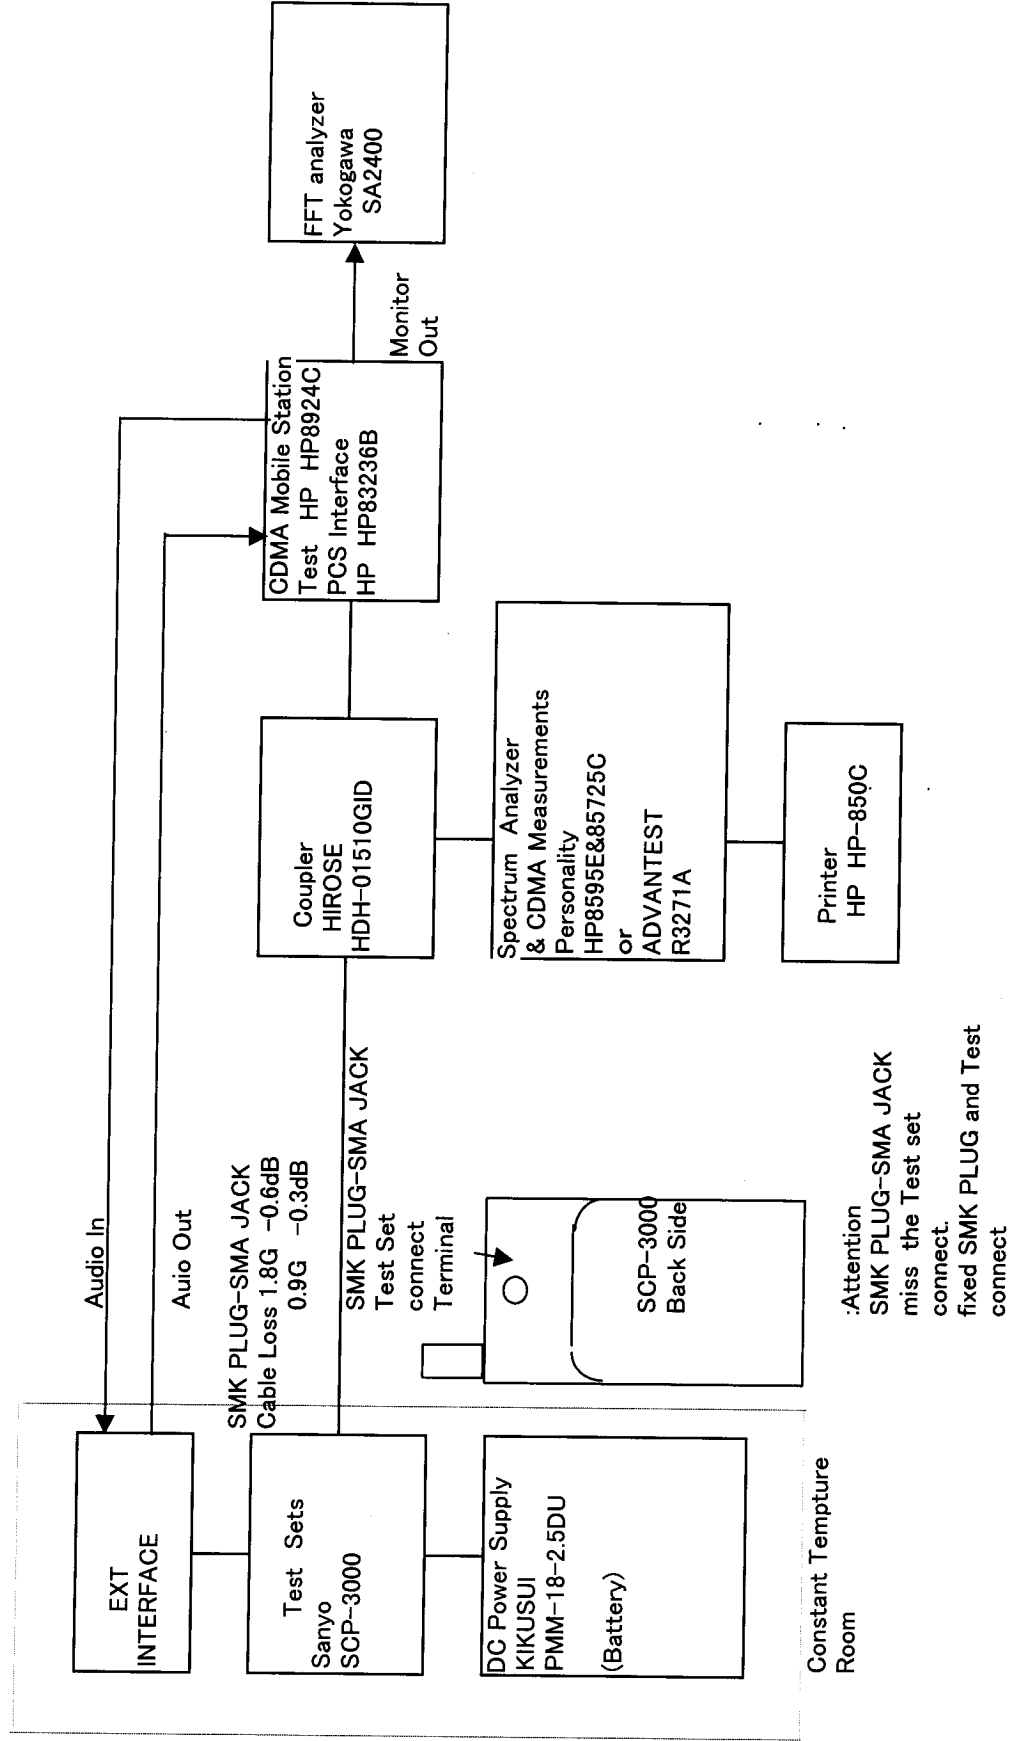 EXT
INTERFACE
Audio In
Auio Out
Test Sets
Sanyo
SCP-3000
SMK PLUG-SMA JACK
Cable Loss 1.8G -0.6dB
0.9G -0.3dB
SMK PLUG-SMA JACK
Test Set
connect
Terminal
DC Power Supply
KIKUSUI
PMM-18-2.5DU
(Battery)
Constant Tempture
Room
SCP-3000
Back Side
:Attention
SMK PLUG-SMA JACK
miss the Test set
connect.
fixed SMK PLUG and Test
connect
Coupler
HIROSE
HDH-01510GID
Spectrum Analyzer
& CDMA Measurements
Personality
HP8595E&85725C
or
ADVANTEST
R3271A
Printer
HP HP-850C
CDMA Mobile Station
Test HP HP8924C
PCS Interface
HP HP83236B
Monitor
Out
FFT analyzer
Yokogawa
SA2400